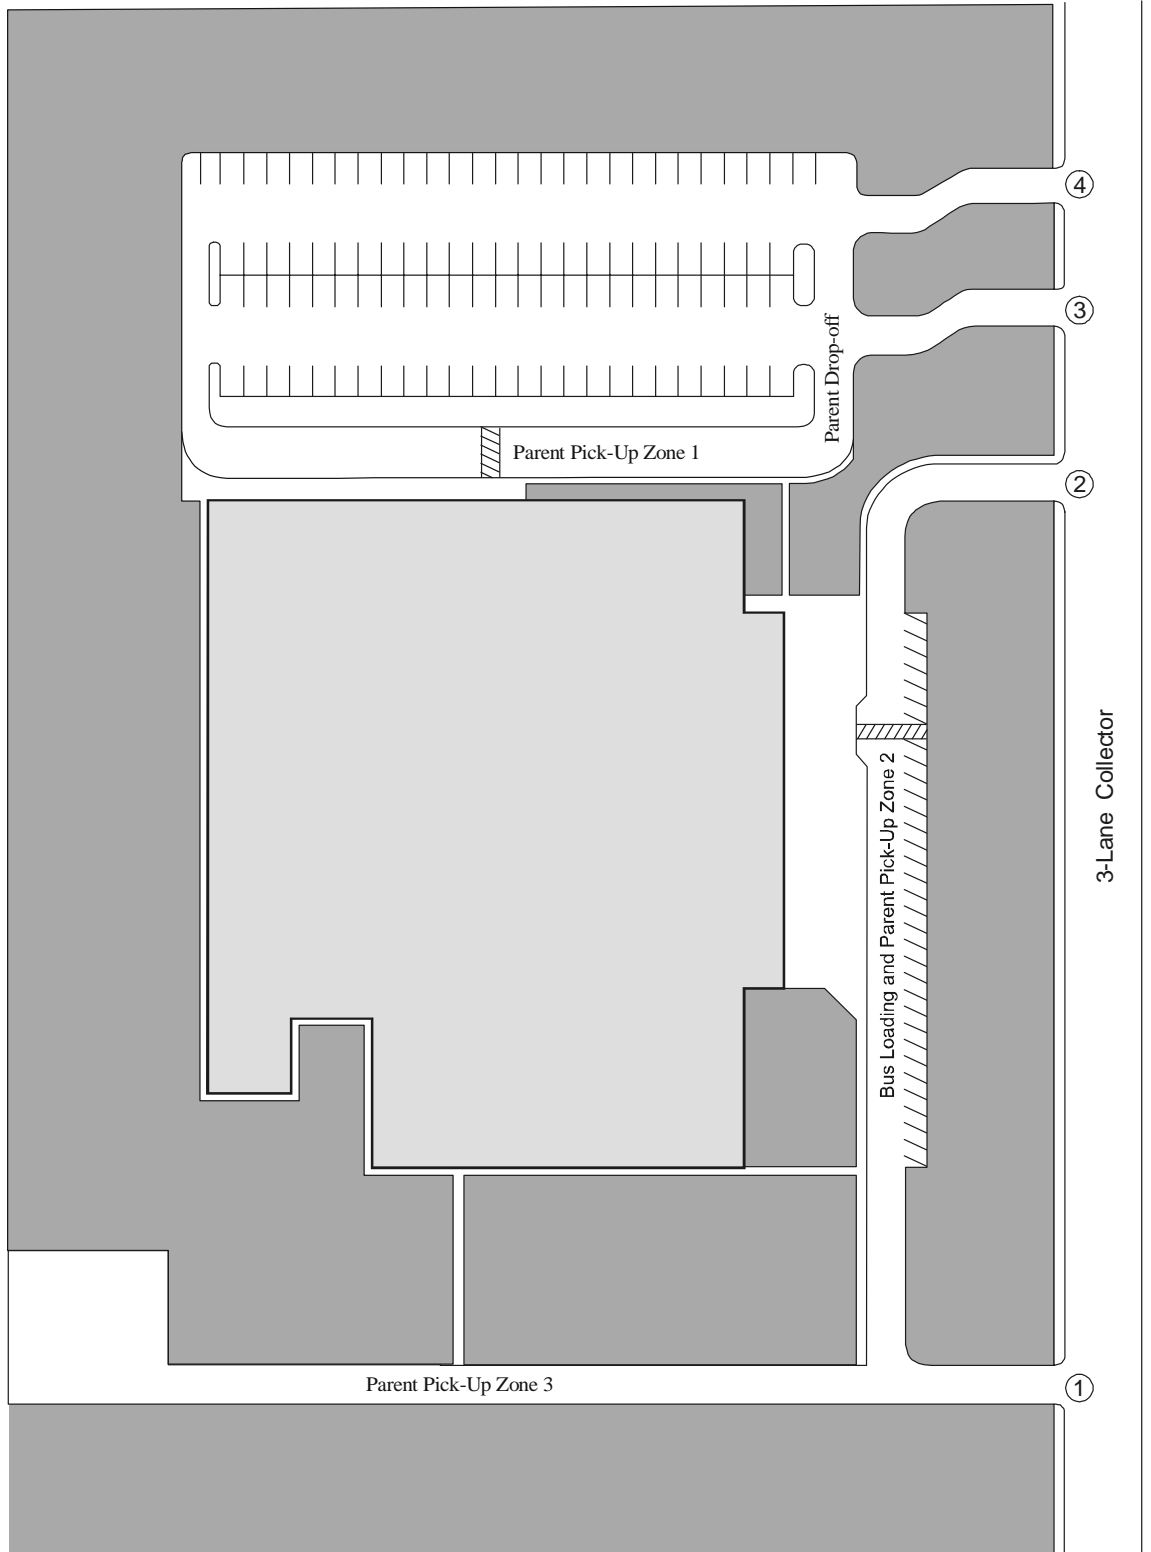 4
3
Parent Drop-off
Parent Pick-Up Zone 1
2
3-Lane Collector
Bus Loading and Parent Pick-Up Zone 2
Parent Pick-Up Zone 3
1